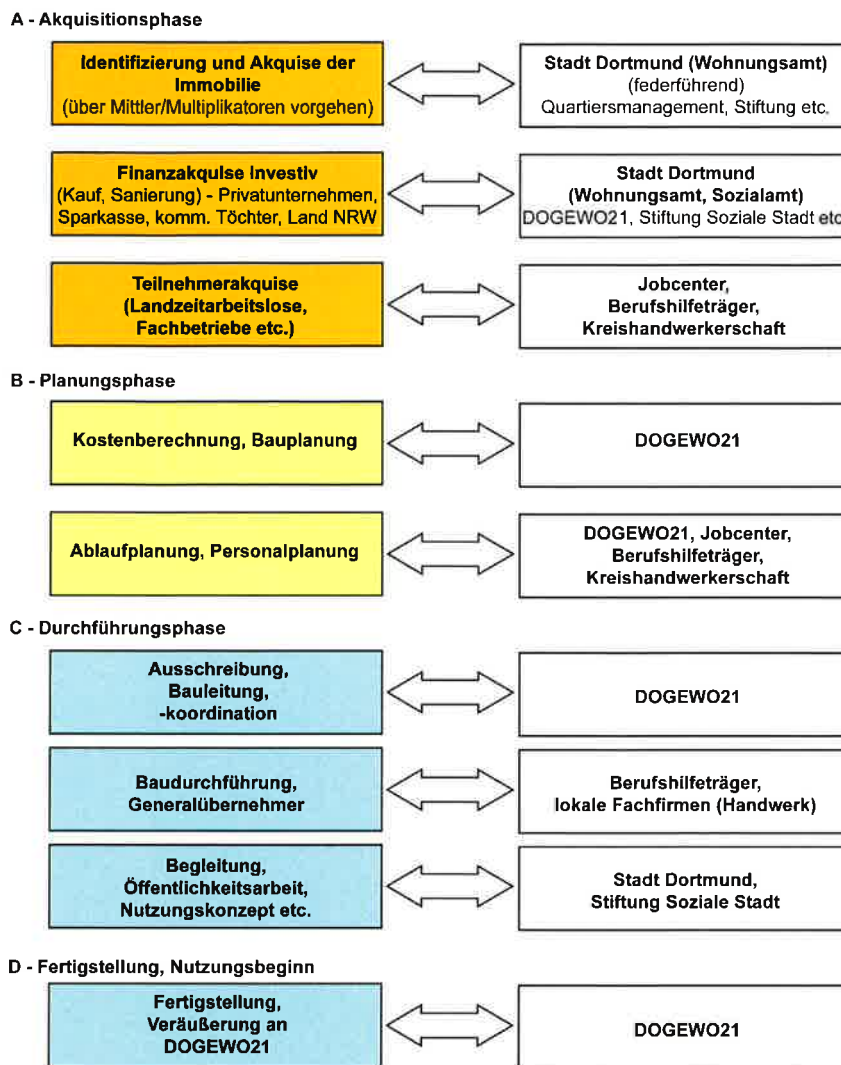 A - Akquisitionsphase
Identifizierung und Akquise der
Immobilie
(über Mittler/Multiplikatoren vorgehen)
Stadt Dortmund (Wohnungsamt)
(federführend)
Quartiersmanagement, Stiftung etc.
Finanzakquise Investiv
(Kauf, Sanierung) - Privatunternehmen,
Sparkasse, komm. Töchter, Land NRW
Stadt Dortmund
(Wohnungsamt, Sozialamt)
DOGEWO21, Stiftung Soziale Stadt etc
Teilnehmerakquise
(Landzeitarbeitslose,
Fachbetriebe etc.)
Jobcenter,
Berufshilfeträger,
Kreishandwerkerschaft
B - Planungsphase
Kostenberechnung, Bauplanung
DOGEWO21
Ablaufplanung, Personalplanung
DOGEWO21, Jobcenter,
Berufshilfeträger,
Kreishandwerkerschaft
C - Durchführungsphase
Ausschreibung,
Bauleitung,
-koordination
DOGEWO21
Baudurchführung,
Generalübernehmer
Berufshilfeträger,
lokale Fachfirmen (Handwerk)
Begleitung,
Öffentlichkeitsarbeit,
Nutzungskonzept etc.
Stadt Dortmund,
Stiftung Soziale Stadt
D - Fertigstellung, Nutzungsbeginn
Fertigstellung,
Veräußerung an
DOGEWO21
DOGEWO21